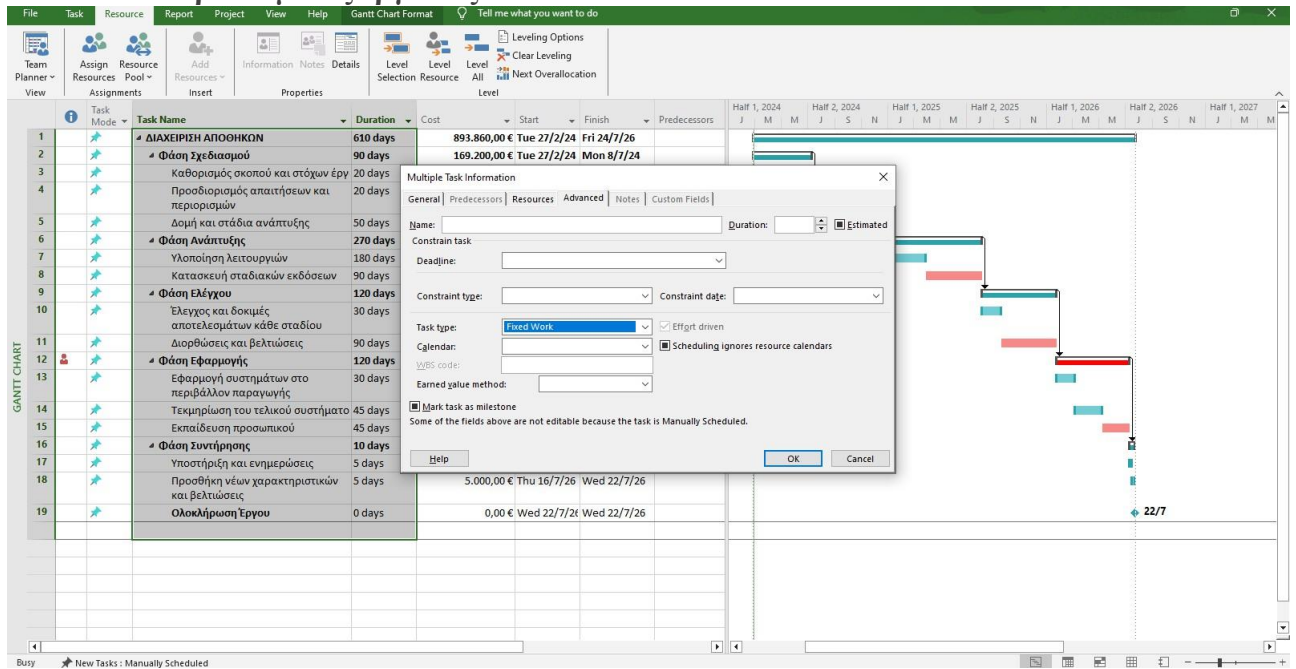 File Task Resource Report Project View Help Gantt Chart Format Tell me what you want to do
Team Planner
Assign Resources
Resource Pool
Add Resources
Information Notes Details
Level Selection
Level Resource
Level All
Leveling Options
Clear Leveling
Next Overallocation
View Assignments Insert Properties Level
Task Mode Task Name Duration Cost Start Finish Predecessors
Half 1, 2024 Half 2, 2024 Half 1, 2025 Half 2, 2025 Half 1, 2026 Half 2, 2026 Half 1, 2027
J M M J S N J M M J S N J M M J S N J M M
1 ΔΙΑΧΕΙΡΙΣΗ ΑΠΟΘΗΚΩΝ 610 days 893.860,00 € Tue 27/2/24 Fri 24/7/26
2 Φάση Σχεδιασμού 90 days 169.200,00 € Tue 27/2/24 Mon 8/7/24
3 Καθορισμός σκοπού και στόχων έργ 20 days
4 Προσδιορισμός απαιτήσεων και περιορισμών 20 days
5 Δομή και στάδια ανάπτυξης 50 days
6 Φάση Ανάπτυξης 270 days
7 Υλοποίηση λειτουργιών 180 days
8 Κατασκευή σταδιακών εκδόσεων 90 days
9 Φάση Ελέγχου 120 days
10 Έλεγχος και δοκιμές αποτελεσμάτων κάθε σταδίου 30 days
11 Διορθώσεις και βελτιώσεις 90 days
12 Φάση Εφαρμογής 120 days
13 Εφαρμογή συστημάτων στο περιβάλλον παραγωγής 30 days
14 Τεκμηρίωση του τελικού συστήματο 45 days
15 Εκπαίδευση προσωπικού 45 days
16 Φάση Συντήρησης 10 days
17 Υποστήριξη και ενημερώσεις 5 days
18 Προσθήκη νέων χαρακτηριστικών και βελτιώσεις 5 days 5.000,00 € Thu 16/7/26 Wed 22/7/26
19 Ολοκλήρωση Έργου 0 days 0,00 € Wed 22/7/26 Wed 22/7/26
22/7
GANTT CHART
Multiple Task Information
General Predecessors Resources Advanced Notes Custom Fields
Name: Duration: Estimated
Constrain task
Deadline:
Constraint type: Constraint date:
Task type: Fixed Work Effort driven
Calendar: Scheduling ignores resource calendars
WBS code:
Earned value method:
Mark task as milestone
Some of the fields above are not editable because the task is Manually Scheduled.
Help OK Cancel
Busy New Tasks : Manually Scheduled